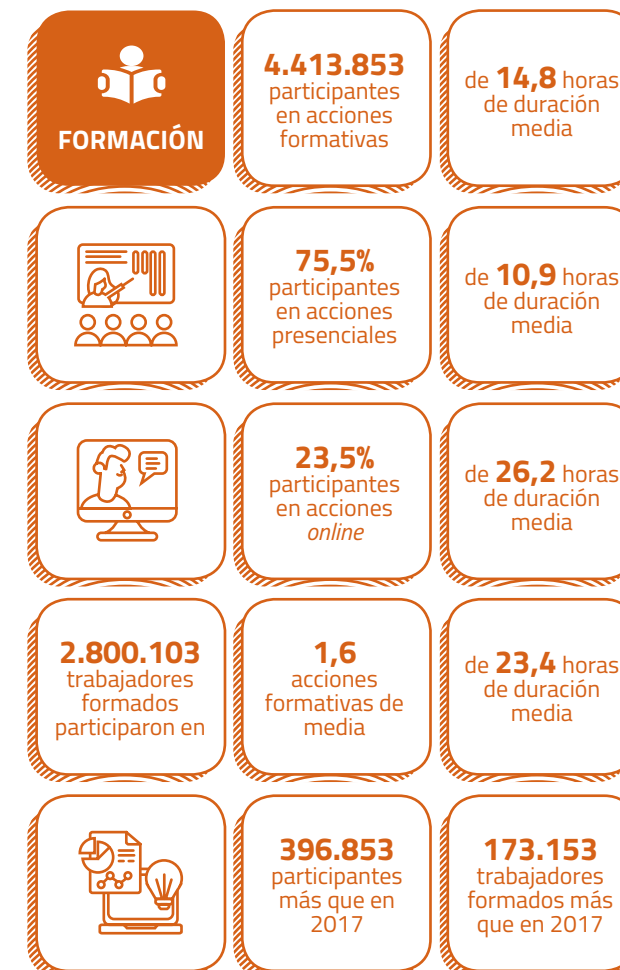 FORMACIÓN
4.413.853
participantes
en acciones
formativas
de 14,8 horas
de duración
media
75,5%
participantes
en acciones
presenciales
de 10,9 horas
de duración
media
23,5%
participantes
en acciones
online
de 26,2 horas
de duración
media
2.800.103
trabajadores
formados
participaron en
1,6
acciones
formativas de
media
de 23,4 horas
de duración
media
396.853
participantes
más que en
2017
173.153
trabajadores
formados más
que en 2017